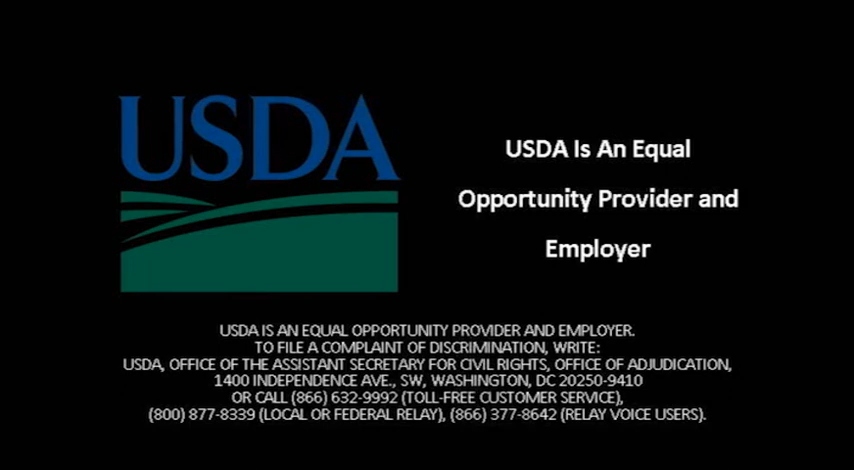 USDA
USDA Is An Equal
Opportunity Provider and
Employer
USDA IS AN EQUAL OPPORTUNITY PROVIDER AND EMPLOYER.
TO FILE A COMPLAINT OF DISCRIMINATION, WRITE:
USDA, OFFICE OF THE ASSISTANT SECRETARY FOR CIVIL RIGHTS, OFFICE OF ADJUDICATION,
1400 INDEPENDENCE AVE., SW, WASHINGTON, DC 20250-9410
OR CALL (866) 632-9992 (TOLL-FREE CUSTOMER SERVICE),
(800) 877-8339 (LOCAL OR FEDERAL RELAY), (866) 377-8642 (RELAY VOICE USERS).